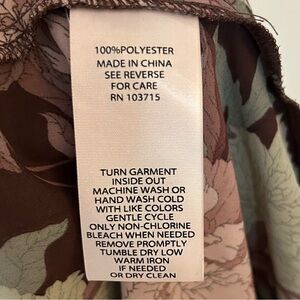 100%POLYESTER
MADE IN CHINA
SEE REVERSE
FOR CARE
RN 103715
TURN GARMENT
INSIDE OUT
MACHINE WASH OR
HAND WASH COLD
WITH LIKE COLORS
GENTLE CYCLE
ONLY NON-CHLORINE
BLEACH WHEN NEEDED
REMOVE PROMPTLY
TUMBLE DRY LOW
WARM IRON
IF NEEDED
OR DRY CLEAN